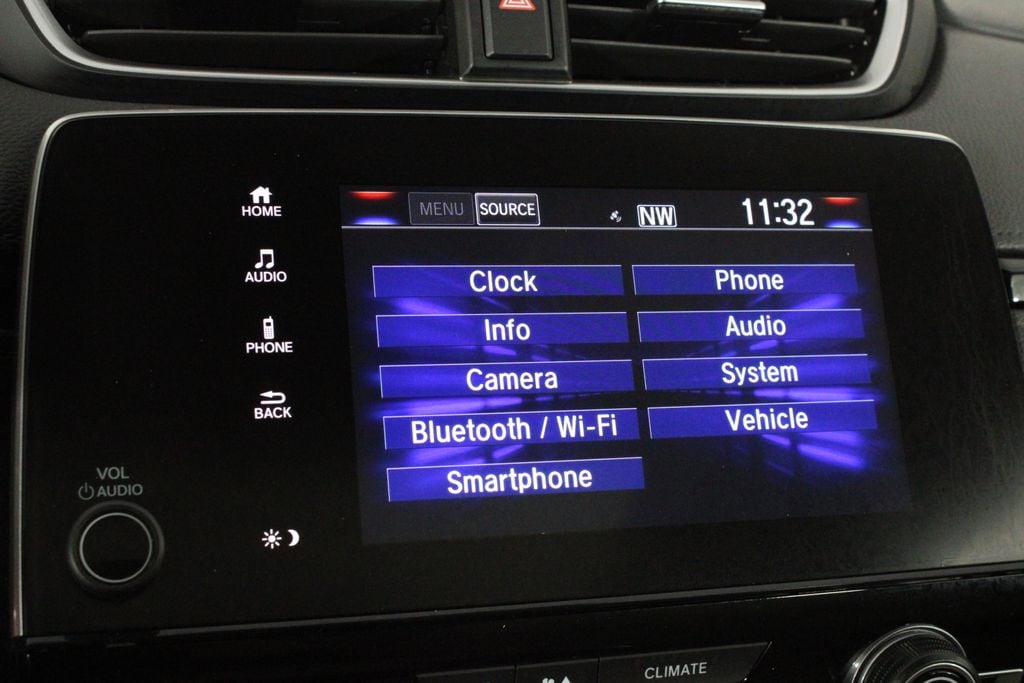 MENU SOURCE NW 11:32
HOME
AUDIO
PHONE
BACK
Clock Phone
Info Audio
Camera System
Bluetooth / Wi-Fi Vehicle
Smartphone
VOL
AUDIO
CLIMATE